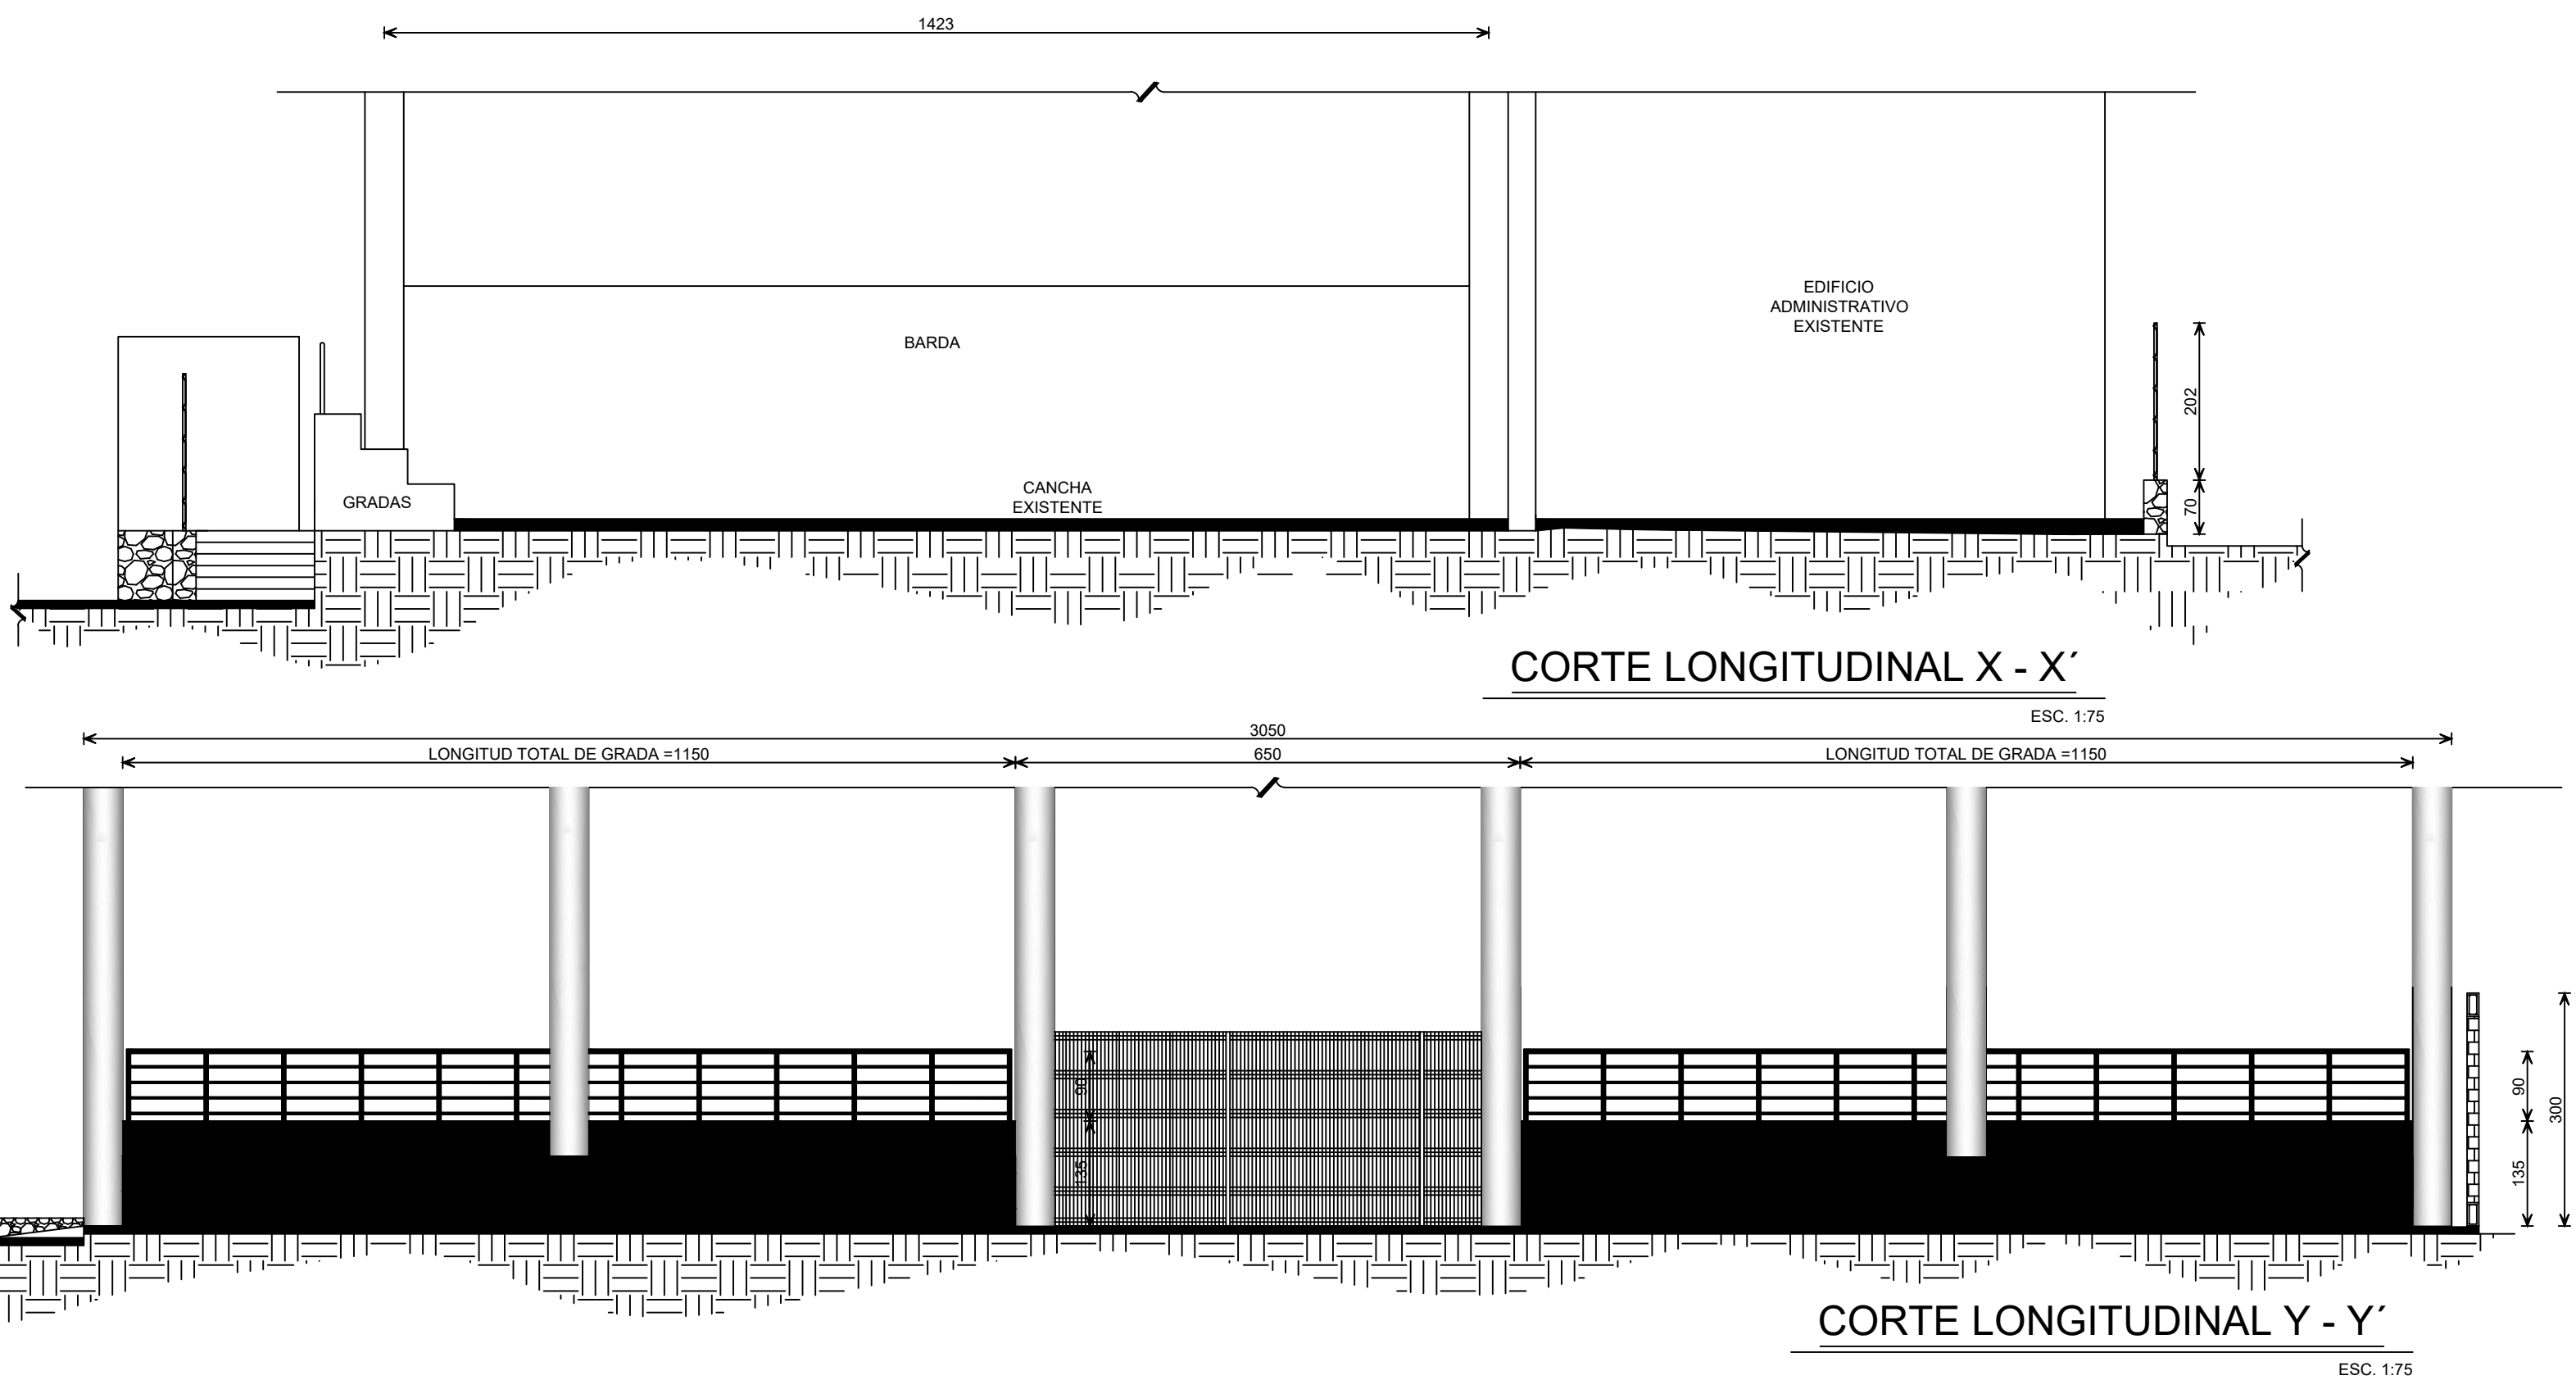 1423
EDIFICIO
ADMINISTRATIVO
EXISTENTE
BARDA
202
CANCHA
EXISTENTE
GRADAS
70
CORTE LONGITUDINAL X - X´
ESC. 1:75
3050
LONGITUD TOTAL DE GRADA =1150
650
LONGITUD TOTAL DE GRADA =1150
90
135
90
135
300
CORTE LONGITUDINAL Y - Y´
ESC. 1:75